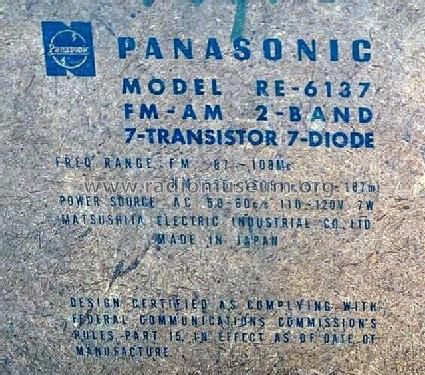 Panasonic
PANASONIC
MODEL RE-6137
FM-AM 2-BAND
7-TRANSISTOR 7-DIODE
FREQ RANGE: FM 87 - 108Mc
www.radiomuseum.org 187m
POWER SOURCE: AC 50-60c/s 110-120V 7W
MATSUSHITA ELECTRIC INDUSTRIAL CO. LTD.
MADE IN JAPAN
DESIGN CERTIFIED AS COMPLYING WITH
FEDERAL COMMUNICATIONS COMMISSION'S
RULES, PART 15, IN EFFECT AS OF DATE OF
MANUFACTURE.